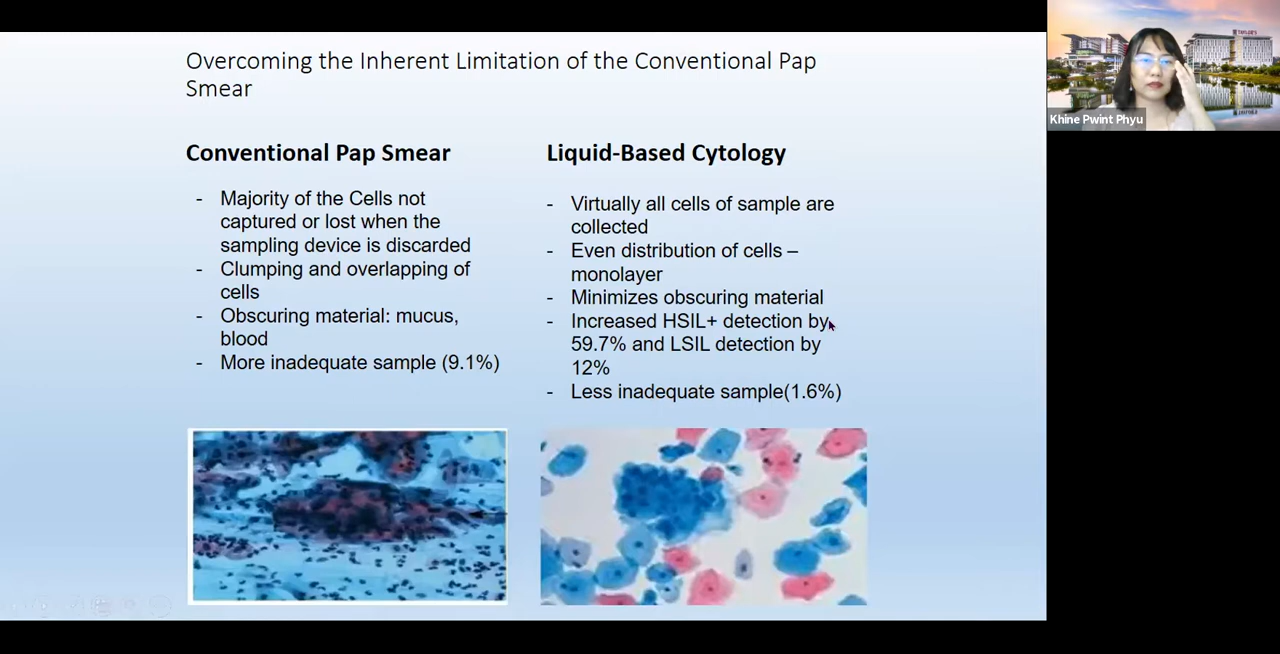 Overcoming the Inherent Limitation of the Conventional Pap
Smear
Conventional Pap Smear
- Majority of the Cells not
captured or lost when the
sampling device is discarded
- Clumping and overlapping of
cells
- Obscuring material: mucus,
blood
- More inadequate sample (9.1%)
Liquid-Based Cytology
- Virtually all cells of sample are
collected
- Even distribution of cells –
monolayer
- Minimizes obscuring material
- Increased HSIL+ detection by
59.7% and LSIL detection by
12%
- Less inadequate sample(1.6%)
Khine Pwint Phyu